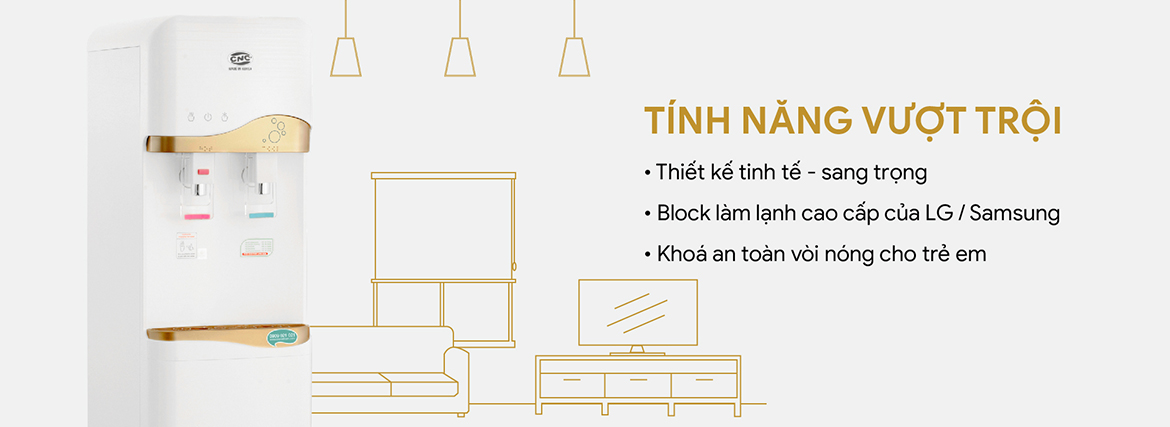 CNC
TÍNH NĂNG VƯỢT TRỘI
• Thiết kế tinh tế - sang trọng
• Block làm lạnh cao cấp của LG / Samsung
• Khoá an toàn vòi nóng cho trẻ em